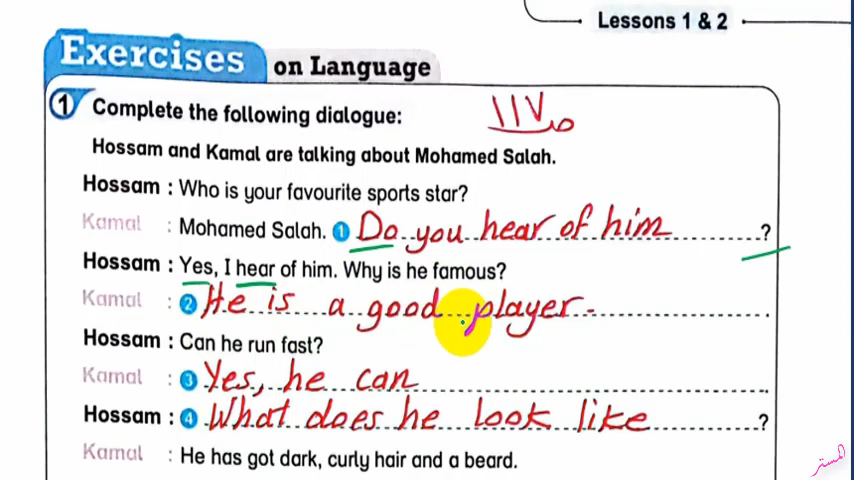 Lessons 1 & 2
Exercises on Language
1 Complete the following dialogue:
ص ١١٧
Hossam and Kamal are talking about Mohamed Salah.
Hossam : Who is your favourite sports star?
Kamal : Mohamed Salah. 1 Do you hear of him ?
Hossam : Yes, I hear of him. Why is he famous?
Kamal : 2 He is a good player.
Hossam : Can he run fast?
Kamal : 3 Yes, he can
Hossam : 4 What does he look like ?
Kamal : He has got dark, curly hair and a beard.
المستر